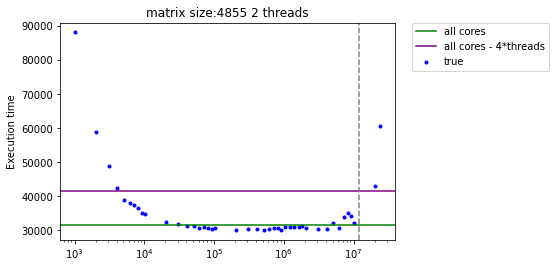 matrix size:4855 2 threads
90000
80000
70000
60000
50000
40000
30000
Execution time
10³ 10⁴ 10⁵ 10⁶ 10⁷
all cores
all cores - 4*threads
true